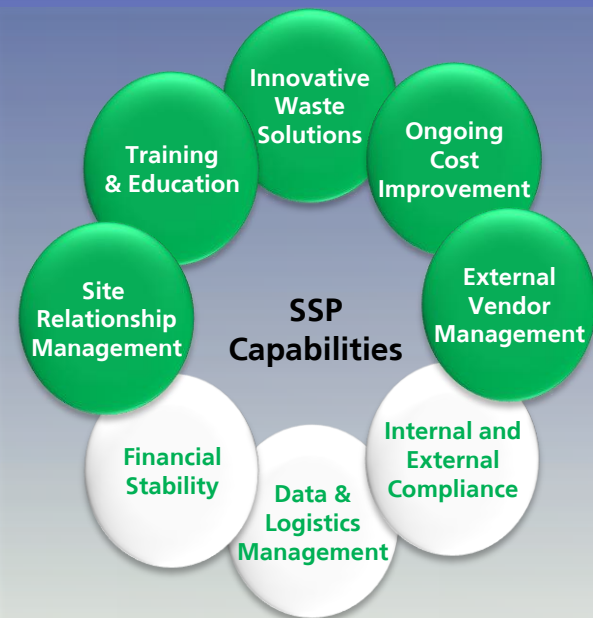 Innovative
Waste
Solutions
Ongoing
Cost
Improvement
External
Vendor
Management
Internal and
External
Compliance
Data &
Logistics
Management
Financial
Stability
Site
Relationship
Management
Training
& Education
SSP
Capabilities